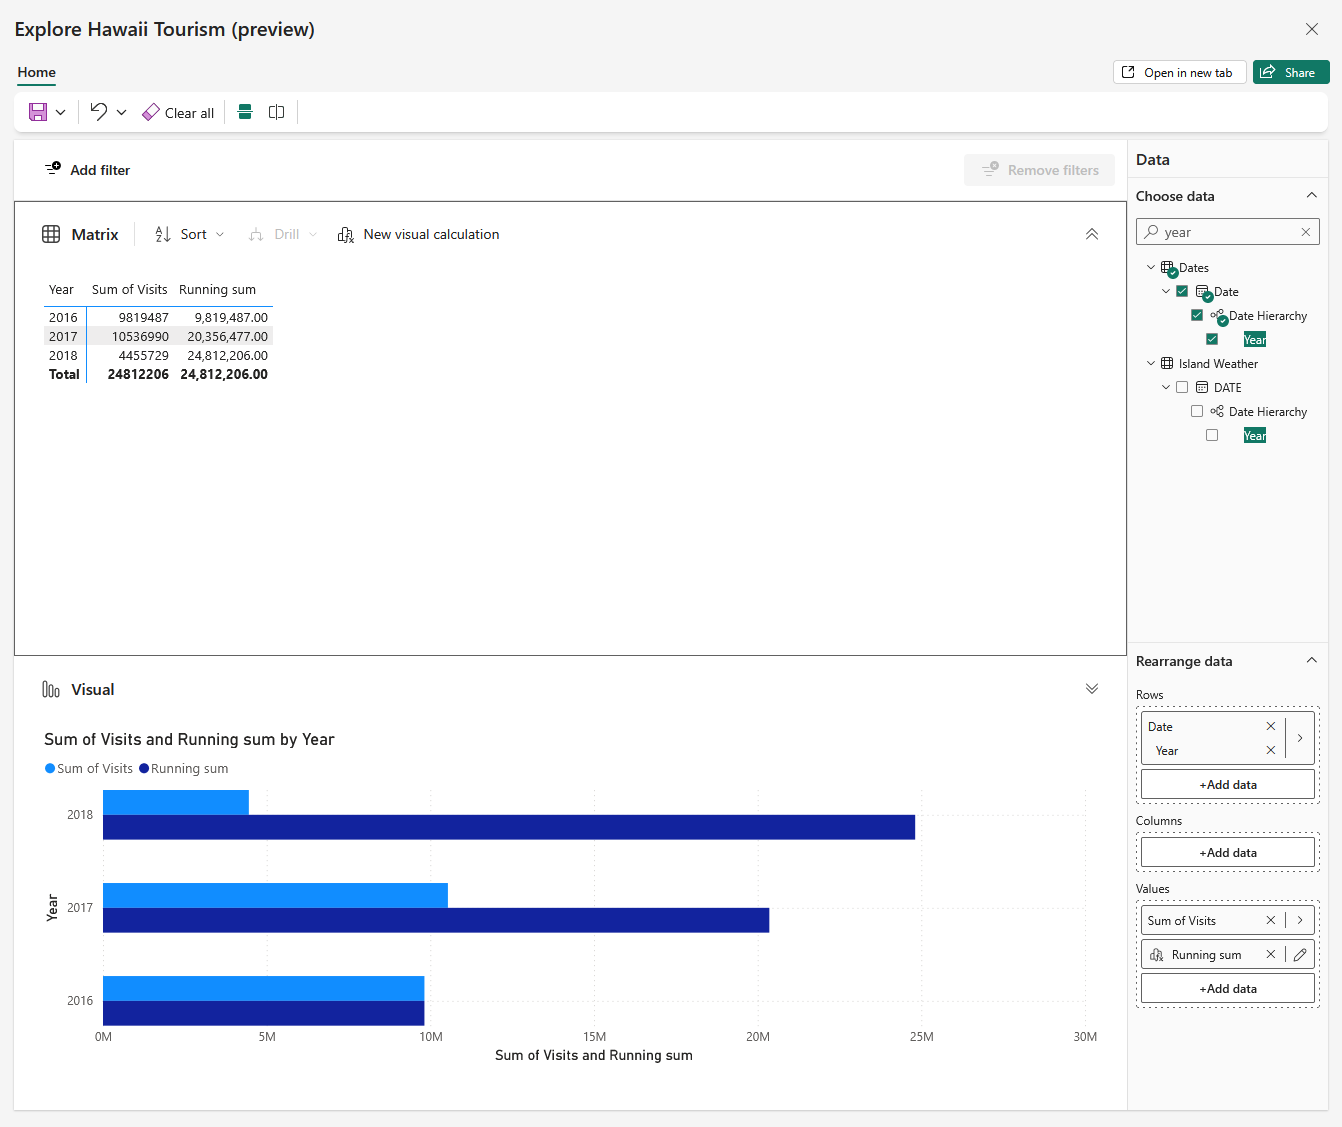 Explore Hawaii Tourism (preview)
Home
Open in new tab
Share
Clear all
Add filter
Remove filters
Matrix
Sort
Drill
New visual calculation
Year Sum of Visits Running sum
2016 9819487 9,819,487.00
2017 10536990 20,356,477.00
2018 4455729 24,812,206.00
Total 24812206 24,812,206.00
Visual
Sum of Visits and Running sum by Year
Sum of Visits Running sum
Year
2018
2017
2016
0M 5M 10M 15M 20M 25M 30M
Sum of Visits and Running sum
Data
Choose data
year
Dates
Date
Date Hierarchy
Year
Island Weather
DATE
Date Hierarchy
Year
Rearrange data
Rows
Date
Year
+Add data
Columns
+Add data
Values
Sum of Visits
Running sum
+Add data